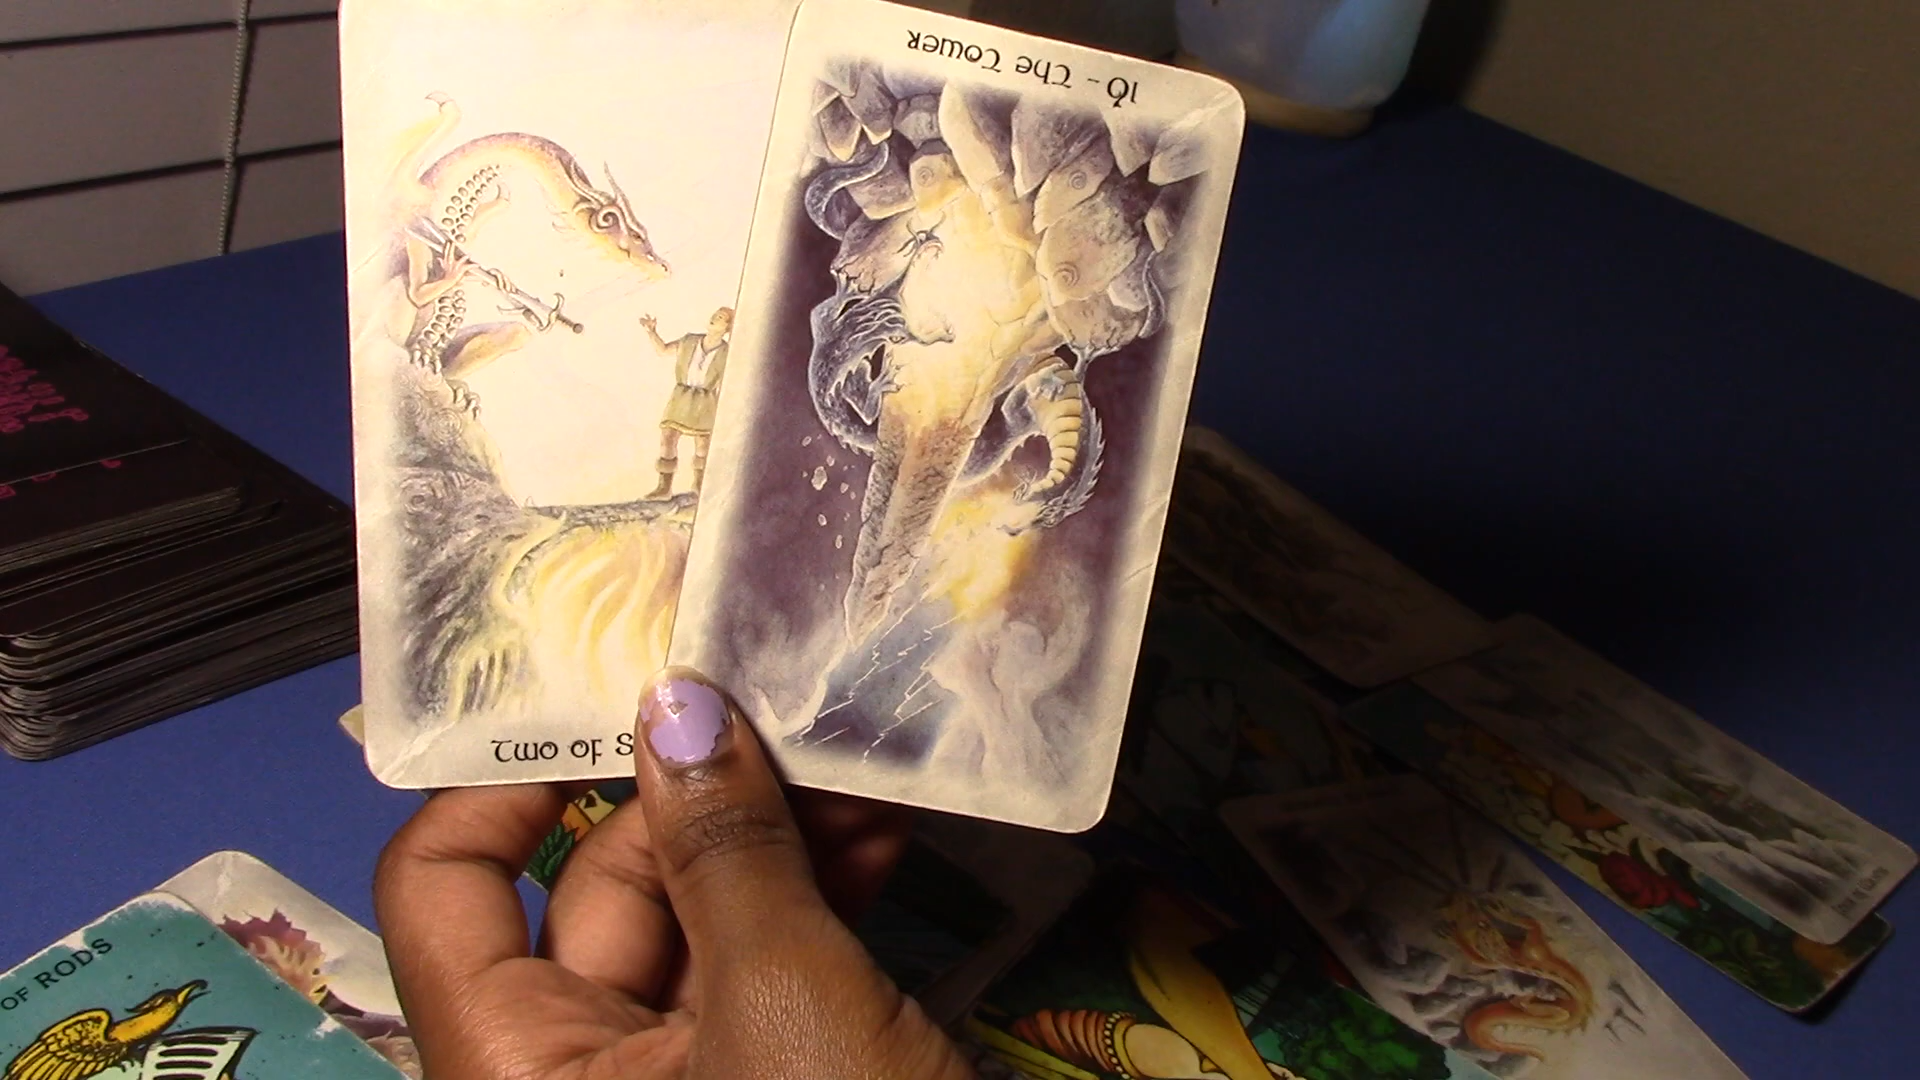 16 - The Tower
Two of S
OF RODS